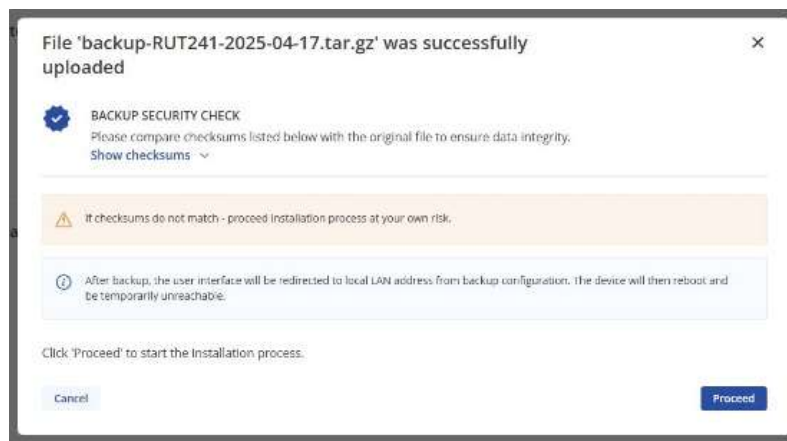 File 'backup-RUT241-2025-04-17.tar.gz' was successfully
uploaded
BACKUP SECURITY CHECK
Please compare checksums listed below with the original file to ensure data integrity.
Show checksums
If checksums do not match - proceed installation process at your own risk.
After backup, the user interface will be redirected to local LAN address from backup configuration. The device will then reboot and
be temporarily unreachable.
Click 'Proceed' to start the installation process.
Cancel
Proceed